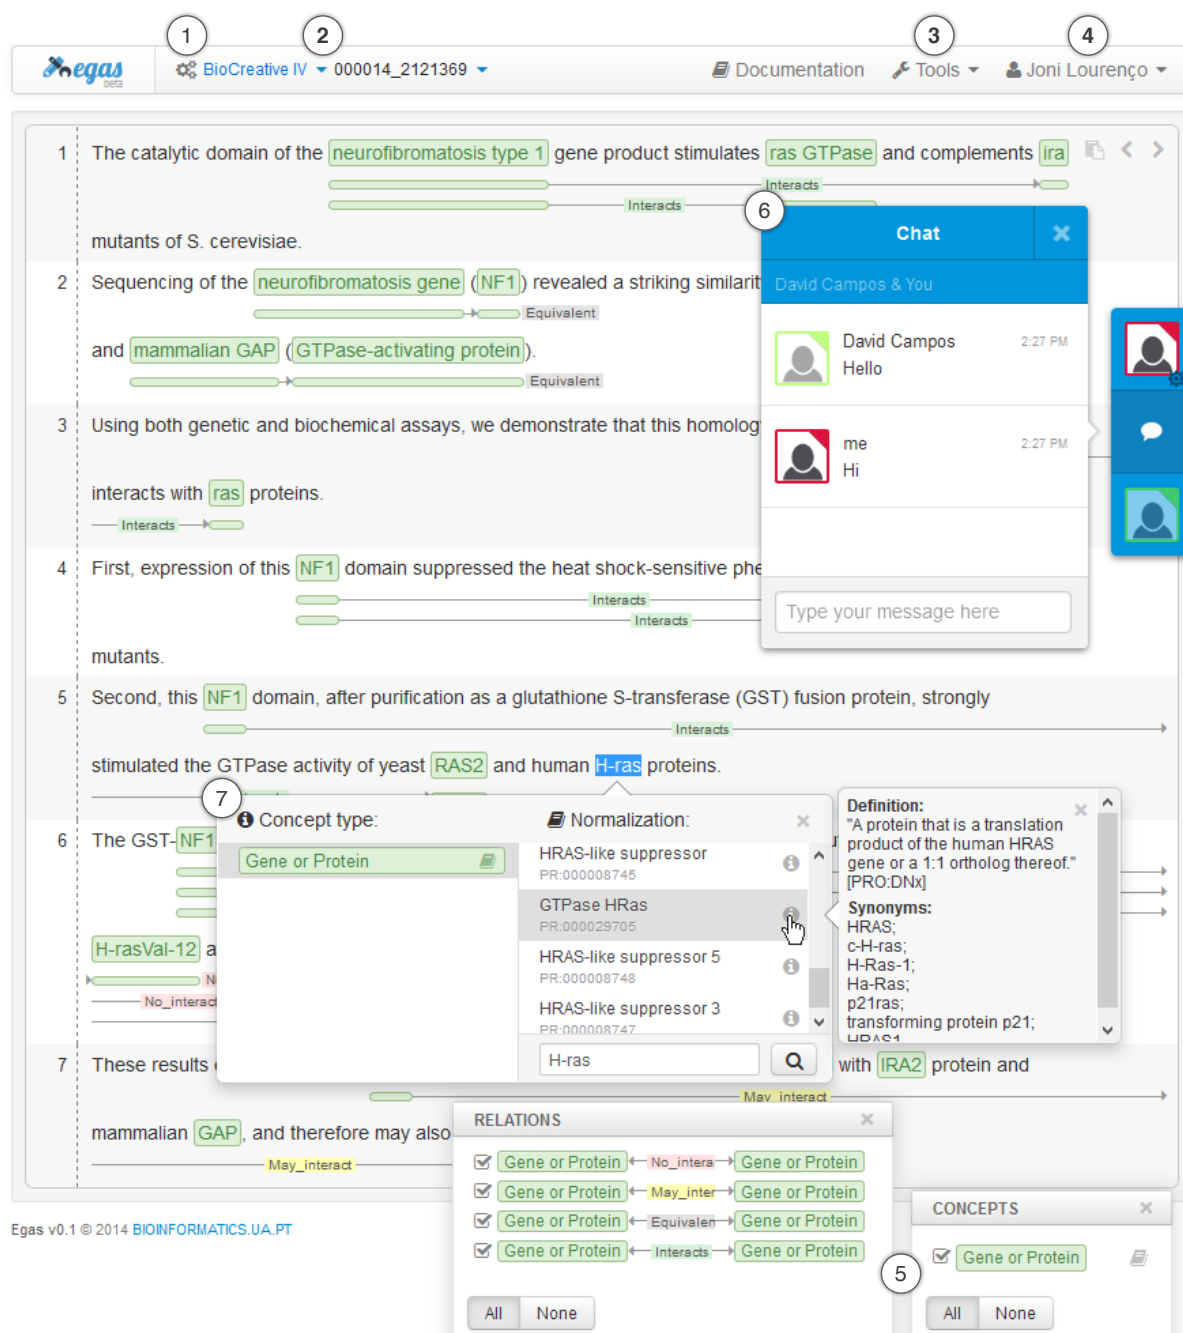 1 2 3 4
egas beta BioCreative IV 000014_2121369 Documentation Tools Joni Lourenço
1 The catalytic domain of the neurofibromatosis type 1 gene product stimulates ras GTPase and complements ira
Interacts
Interacts
6
mutants of S. cerevisiae.
2 Sequencing of the neurofibromatosis gene (NF1) revealed a striking similarit
Equivalent
and mammalian GAP (GTPase-activating protein).
Equivalent
3 Using both genetic and biochemical assays, we demonstrate that this homolog
interacts with ras proteins.
Interacts
4 First, expression of this NF1 domain suppressed the heat shock-sensitive phe
Interacts
Interacts
mutants.
Chat
David Campos & You
David Campos 2:27 PM
Hello
me 2:27 PM
Hi
Type your message here
5 Second, this NF1 domain, after purification as a glutathione S-transferase (GST) fusion protein, strongly
Interacts
stimulated the GTPase activity of yeast RAS2 and human H-ras proteins.
7
6 The GST-NF1
H-rasVal-12 a
N
No_interact
Concept type:
Gene or Protein
Normalization:
HRAS-like suppressor
PR:000008745
GTPase HRas
PR:000029705
HRAS-like suppressor 5
PR:000008748
HRAS-like suppressor 3
PR:000008747
H-ras
Definition:
"A protein that is a translation
product of the human HRAS
gene or a 1:1 ortholog thereof."
[PRO:DNx]
Synonyms:
HRAS;
c-H-ras;
H-Ras-1;
Ha-Ras;
p21ras;
transforming protein p21;
HRAS1
7 These results with IRA2 protein and
May_interact
mammalian GAP, and therefore may also
May_interact
RELATIONS
Gene or Protein No_intera Gene or Protein
Gene or Protein May_inter Gene or Protein
Gene or Protein Equivalen Gene or Protein
Gene or Protein Interacts Gene or Protein
All None
CONCEPTS
5
Gene or Protein
All None
Egas v0.1 © 2014 BIOINFORMATICS.UA.PT